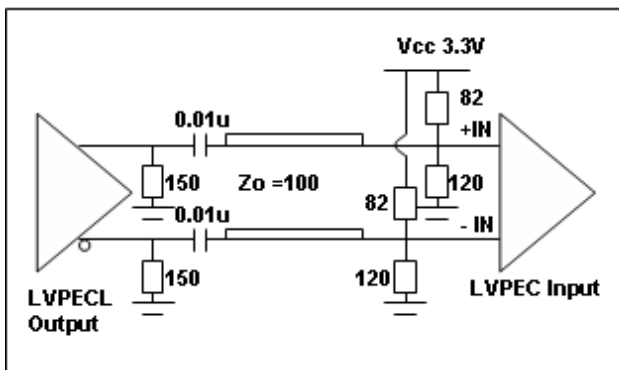 Vcc 3.3V
82
0.01u
+IN
150
Zo =100
120
82
0.01u
- IN
150
120
LVPECL
Output
LVPEC Input